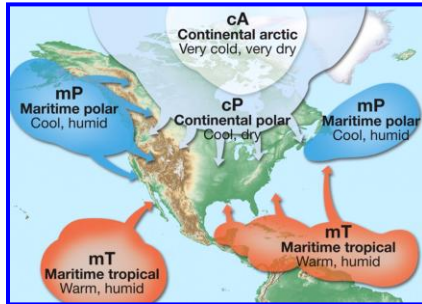 cA
Continental arctic
Very cold, very dry
mP
Maritime polar
Cool, humid
cP
Continental polar
Cool, dry
mP
Maritime polar
Cool, humid
mT
Maritime tropical
Warm, humid
mT
Maritime tropical
Warm, humid